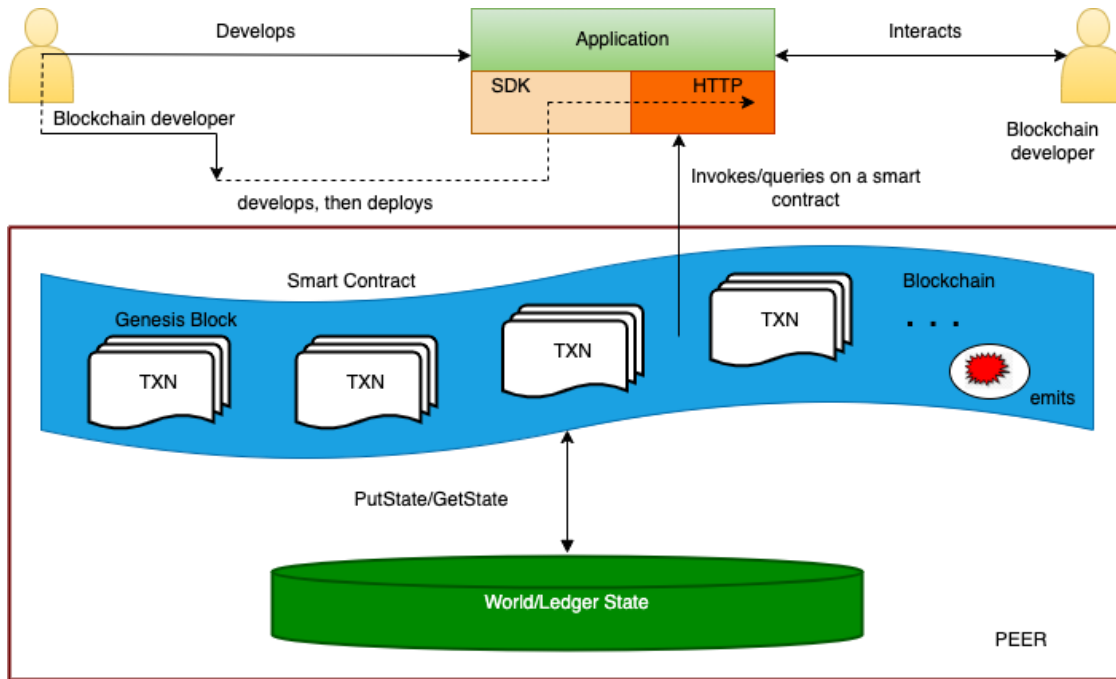 Develops
Application
Interacts
SDK
HTTP
Blockchain developer
Blockchain
developer
develops, then deploys
Invokes/queries on a smart
contract
Smart Contract
Blockchain
Genesis Block
TXN
TXN
TXN
TXN
. . .
emits
PutState/GetState
World/Ledger State
PEER